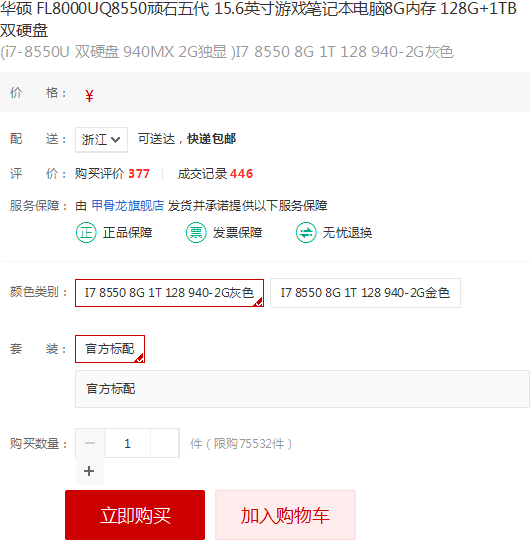 华硕 FL8000UQ8550顽石五代 15.6英寸游戏笔记本电脑8G内存 128G+1TB
双硬盘
(i7-8550U 双硬盘 940MX 2G独显 )I7 8550 8G 1T 128 940-2G灰色
价 格： ¥
配 送： 浙江 可送达，快递包邮
评 价： 购买评价 377 成交记录 446
服务保障： 由 甲骨龙旗舰店 发货并承诺提供以下服务保障
正 正品保障 票 发票保障 无忧退换
颜色类别： I7 8550 8G 1T 128 940-2G灰色 I7 8550 8G 1T 128 940-2G金色
套 装： 官方标配
官方标配
购买数量： － 1 件 ( 限购75532件 )
+
立即购买 加入购物车